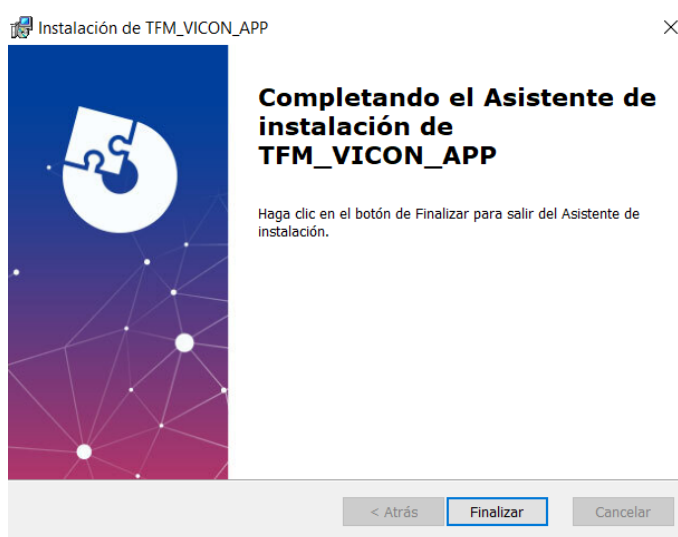 Instalación de TFM_VICON_APP
Completando el Asistente de
instalación de
TFM_VICON_APP
Haga clic en el botón de Finalizar para salir del Asistente de
instalación.
< Atrás
Finalizar
Cancelar